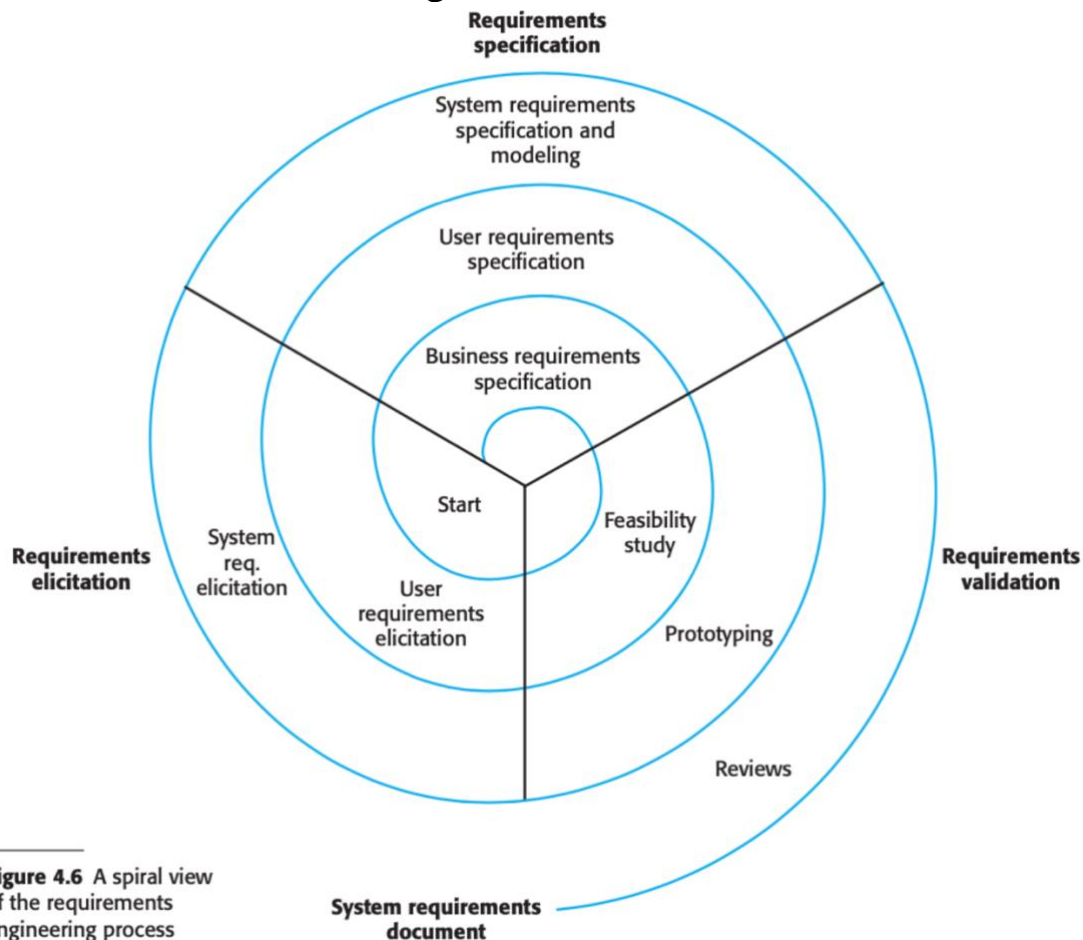 Requirements
specification
System requirements
specification and
modeling
User requirements
specification
Business requirements
specification
Start
Feasibility
study
System
req.
elicitation
Requirements
elicitation
User
requirements
elicitation
Requirements
validation
Prototyping
Reviews
igure 4.6 A spiral view
f the requirements
ngineering process
System requirements
document